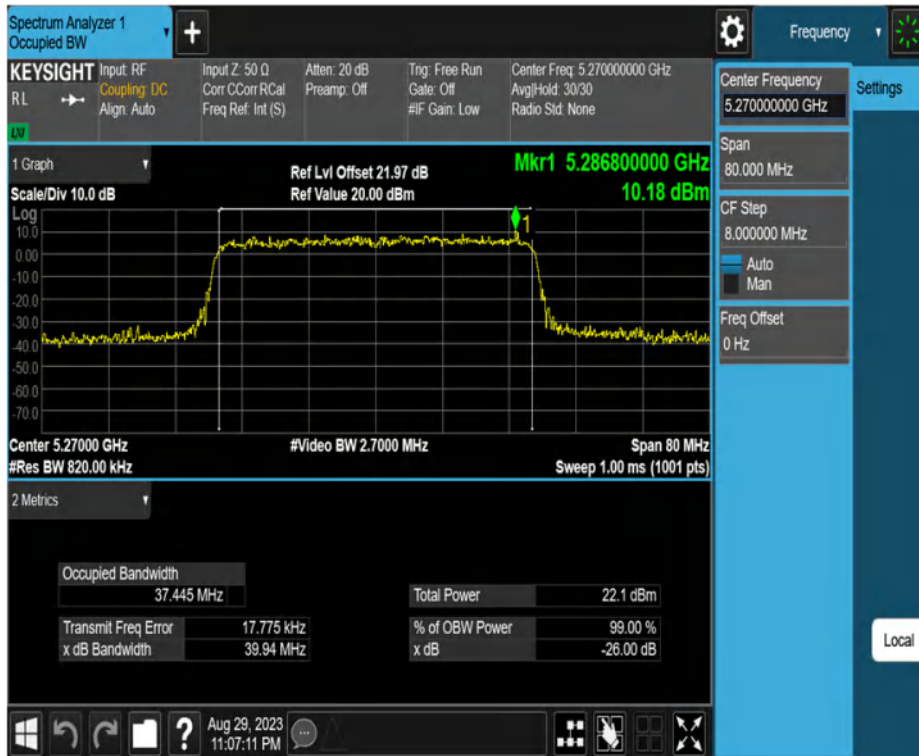 Spectrum Analyzer 1
Occupied BW
+
Frequency
KEYSIGHT
RL
LXI
Input: RF
Coupling: DC
Align: Auto
Input Z: 50 Ω
Corr CCorr RCal
Freq Ref: Int (S)
Atten: 20 dB
Preamp: Off
Trig: Free Run
Gate: Off
#IF Gain: Low
Center Freq: 5.270000000 GHz
Avg|Hold: 30/30
Radio Std: None
Center Frequency
5.270000000 GHz
Settings
Span
80.000 MHz
CF Step
8.000000 MHz
Auto
Man
Freq Offset
0 Hz
1 Graph
Ref Lvl Offset 21.97 dB
Mkr1 5.286800000 GHz
Scale/Div 10.0 dB
Ref Value 20.00 dBm
10.18 dBm
Log
10.0
0.00
-10.0
-20.0
-30.0
-40.0
-50.0
-60.0
-70.0
1
Center 5.27000 GHz
#Video BW 2.7000 MHz
Span 80 MHz
#Res BW 820.00 kHz
Sweep 1.00 ms (1001 pts)
2 Metrics
Occupied Bandwidth
37.445 MHz
Total Power 22.1 dBm
Transmit Freq Error 17.775 kHz
% of OBW Power 99.00 %
x dB Bandwidth 39.94 MHz
x dB -26.00 dB
Local
?
Aug 29, 2023
11:07:11 PM